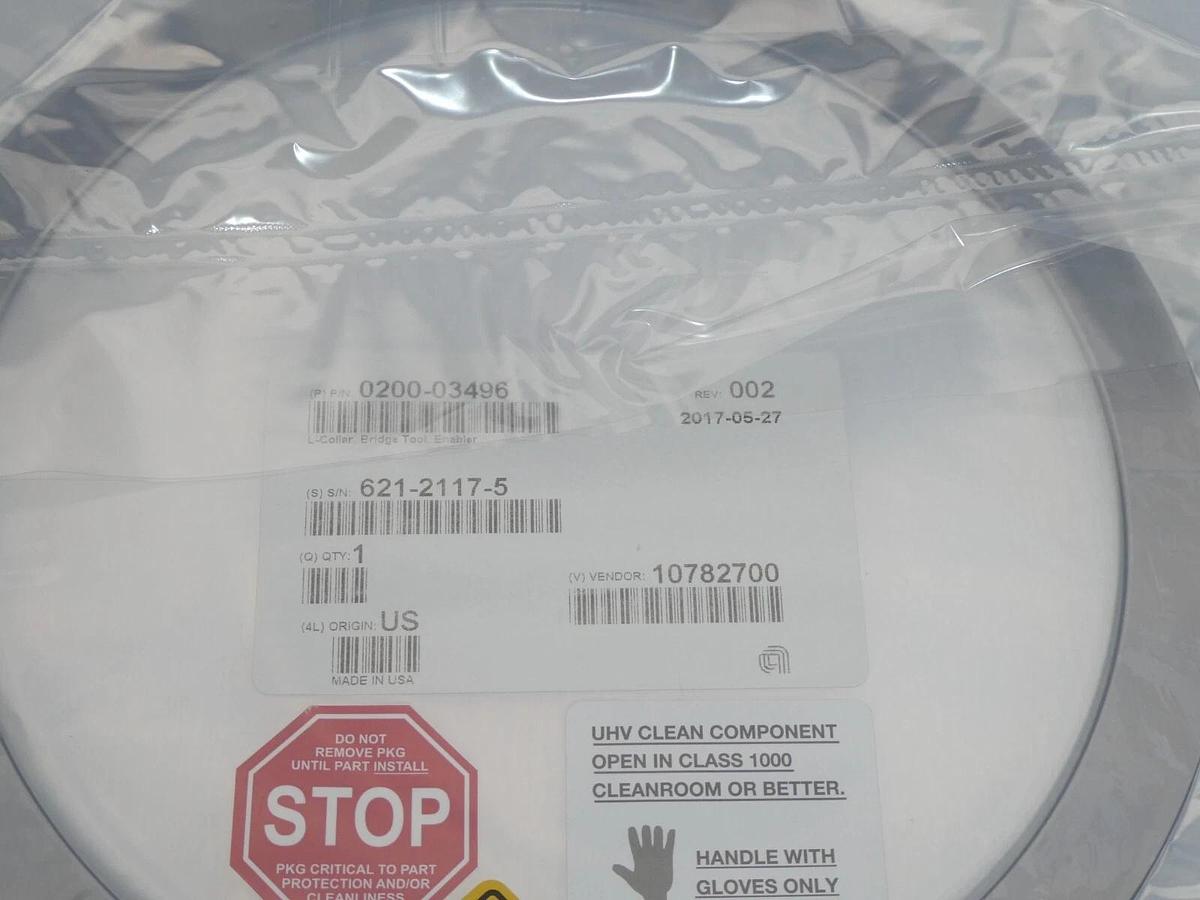 (P) P/N: 0200-03496
REV: 002
2017-05-27
L-Collar, Bridge Tool, Enabler
(S) S/N: 621-2117-5
(Q) QTY: 1
(V) VENDOR: 10782700
(4L) ORIGIN: US
MADE IN USA
DO NOT
REMOVE PKG
UNTIL PART INSTALL
STOP
PKG CRITICAL TO PART
PROTECTION AND/OR
CLEANLINESS
UHV CLEAN COMPONENT
OPEN IN CLASS 1000
CLEANROOM OR BETTER.
HANDLE WITH
GLOVES ONLY